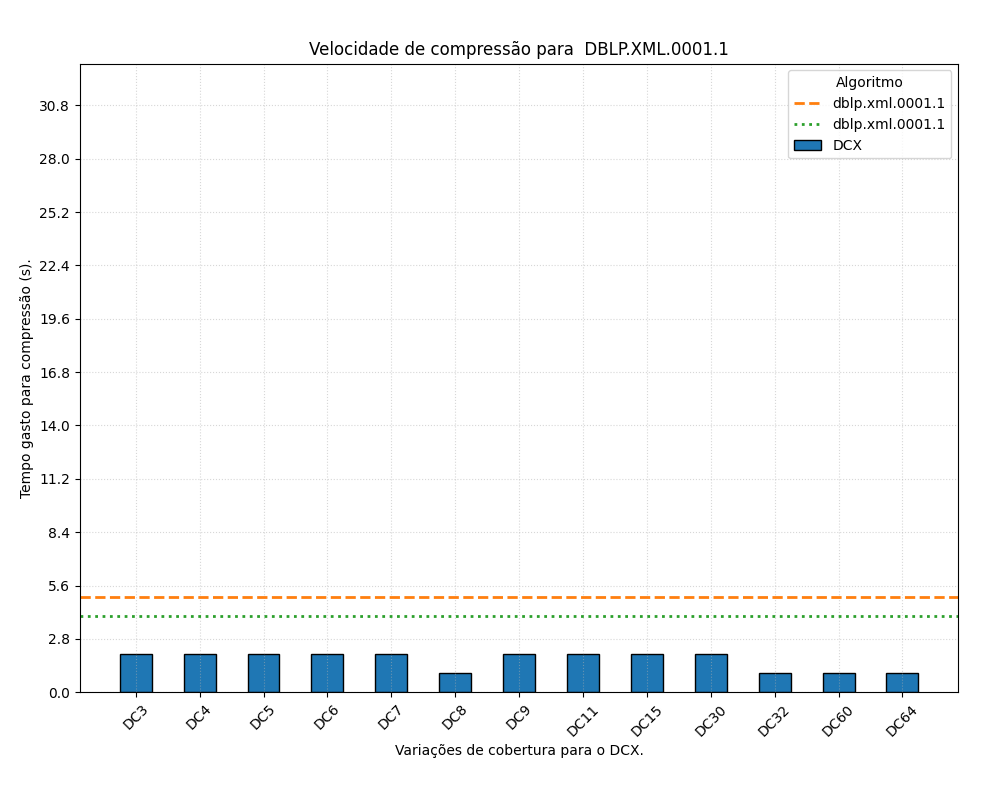 Velocidade de compressão para  DBLP.XML.0001.1
Algoritmo
dblp.xml.0001.1
dblp.xml.0001.1
DCX
Tempo gasto para compressão (s).
30.8
28.0
25.2
22.4
19.6
16.8
14.0
11.2
8.4
5.6
2.8
0.0
DC3 DC4 DC5 DC6 DC7 DC8 DC9 DC11 DC15 DC30 DC32 DC60 DC64
Variações de cobertura para o DCX.